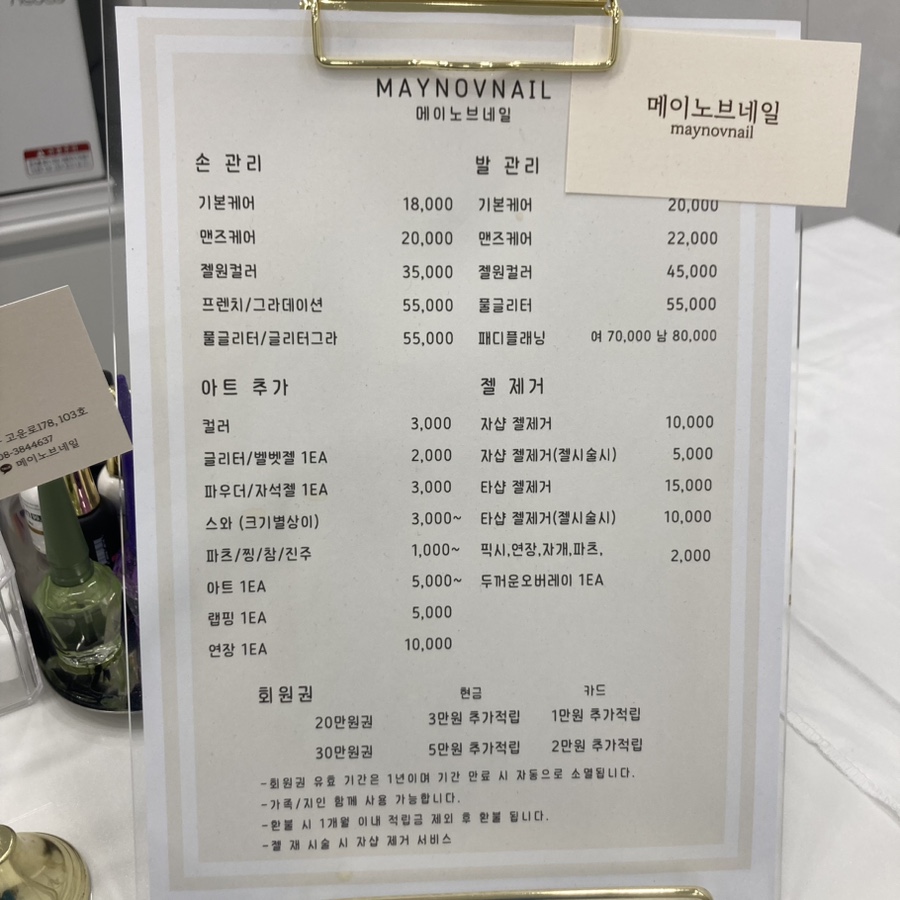 MAYNOVNAIL
메이노브네일
메이노브네일
maynovnail
손 관리
기본케어 18,000
맨즈케어 20,000
젤원컬러 35,000
프렌치/그라데이션 55,000
풀글리터/글리터그라 55,000
발 관리
기본케어 20,000
맨즈케어 22,000
젤원컬러 45,000
풀글리터 55,000
패디플래닝 여 70,000 남 80,000
아트 추가
컬러 3,000
글리터/벨벳젤 1EA 2,000
파우더/자석젤 1EA 3,000
스와 (크기별상이) 3,000~
파츠/찡/참/진주 1,000~
아트 1EA 5,000~
랩핑 1EA 5,000
연장 1EA 10,000
젤 제거
자샵 젤제거 10,000
자샵 젤제거(젤시술시) 5,000
타샵 젤제거 15,000
타샵 젤제거(젤시술시) 10,000
픽시,연장,자개,파츠, 2,000
두꺼운오버레이 1EA
회원권 현금 카드
20만원권 3만원 추가적립 1만원 추가적립
30만원권 5만원 추가적립 2만원 추가적립
-회원권 유효 기간은 1년이며 기간 만료 시 자동으로 소멸됩니다.
-가족/지인 함께 사용 가능합니다.
-환불 시 1개월 이내 적립금 제외 후 환불 됩니다.
-젤 재 시술 시 자샵 제거 서비스
고운로178, 103호
08-3844637
메이노브네일